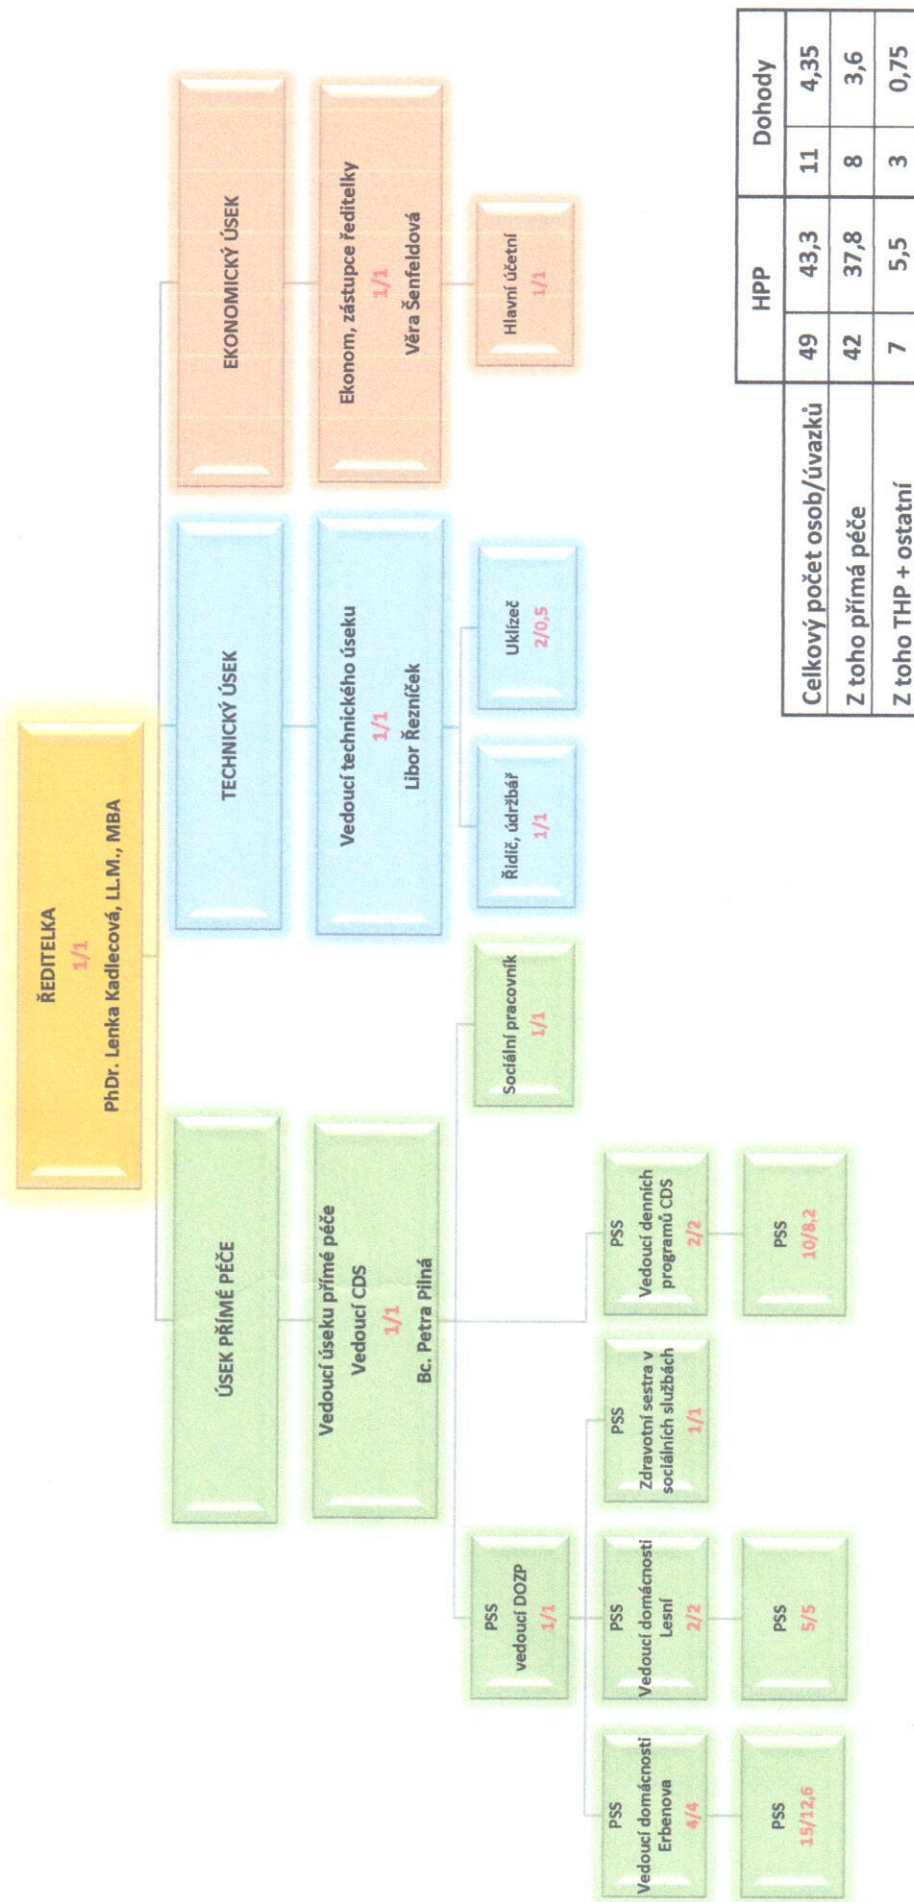 ŘEDITELKA
1/1
PhDr. Lenka Kadlecová, LL.M., MBA
ÚSEK PŘÍMÉ PÉČE
TECHNICKÝ ÚSEK
EKONOMICKÝ ÚSEK
Vedoucí úseku přímé péče
Vedoucí CDS
1/1
Bc. Petra Pilná
Vedoucí technického úseku
1/1
Libor Řezníček
Ekonom, zástupce ředitelky
1/1
Věra Šenfeldová
PSS
vedoucí DOZP
1/1
Sociální pracovník
1/1
Řidič, údržbář
1/1
Uklízeč
2/0,5
Hlavní účetní
1/1
PSS
Vedoucí domácnosti
Erbenova
4/4
PSS
Vedoucí domácnosti
Lesní
2/2
PSS
Zdravotní sestra v
sociálních službách
1/1
PSS
Vedoucí denních
programů CDS
2/2
PSS
15/12,6
PSS
5/5
PSS
10/8,2
HPP Dohody
Celkový počet osob/úvazků 49 43,3 11 4,35
Z toho přímá péče 42 37,8 8 3,6
Z toho THP + ostatní 7 5,5 3 0,75